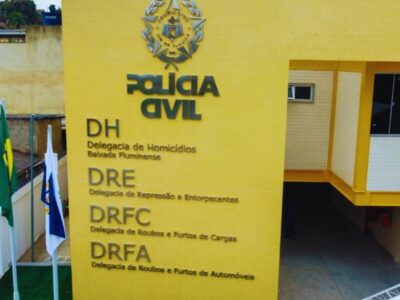 POLÍCIA
CIVIL
DH
Delegacia de Homicídios
Baixada Fluminense
DRE
Delegacia de Repressão a Entorpecentes
DRFC
Delegacia de Roubos e Furtos de Cargas
DRFA
Delegacia de Roubos e Furtos de Automóveis